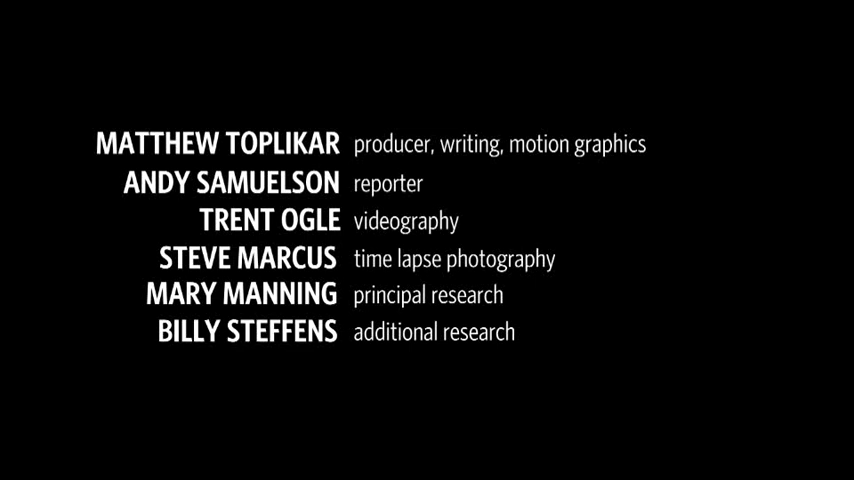 MATTHEW TOPLIKAR producer, writing, motion graphics
ANDY SAMUELSON reporter
TRENT OGLE videography
STEVE MARCUS time lapse photography
MARY MANNING principal research
BILLY STEFFENS additional research